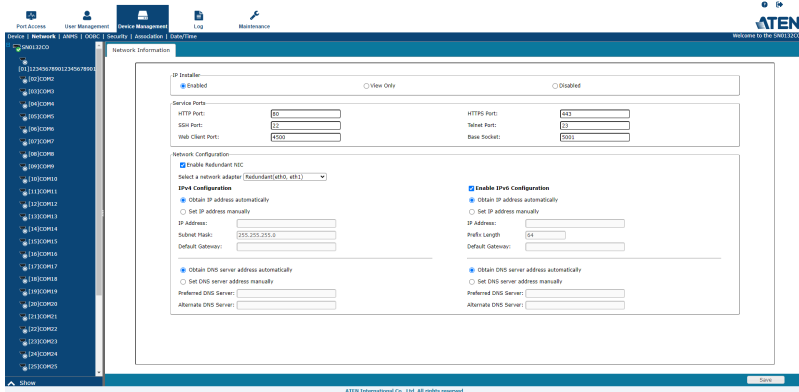 Port Access
User Management
Device Management
Log
Maintenance
ATEN
Device | Network | ANMS | OOBC | Security | Association | Date/Time
Welcome to the SN0132CO
SN0132CO
Network Information
[01]12345678901234567890­1
[02]COM2
[03]COM3
[04]COM4
[05]COM5
[06]COM6
[07]COM7
[08]COM8
[09]COM9
[10]COM10
[11]COM11
[12]COM12
[13]COM13
[14]COM14
[15]COM15
[16]COM16
[17]COM17
[18]COM18
[19]COM19
[20]COM20
[21]COM21
[22]COM22
[23]COM23
[24]COM24
[25]COM25
Show
IP Installer
Enabled
View Only
Disabled
Service Ports
HTTP Port: 80
HTTPS Port: 443
SSH Port: 22
Telnet Port: 23
Web Client Port: 4500
Base Socket: 5001
Network Configuration
Enable Redundant NIC
Select a network adapter Redundant(eth0, eth1)
IPv4 Configuration
Obtain IP address automatically
Set IP address manually
IP Address:
Subnet Mask: 255.255.255.0
Default Gateway:
Obtain DNS server address automatically
Set DNS server address manually
Preferred DNS Server:
Alternate DNS Server:
Enable IPv6 Configuration
Obtain IP address automatically
Set IP address manually
IP Address:
Prefix Length 64
Default Gateway:
Obtain DNS server address automatically
Set DNS server address manually
Preferred DNS Server:
Alternate DNS Server:
Save
ATEN International Co., Ltd. All rights reserved.